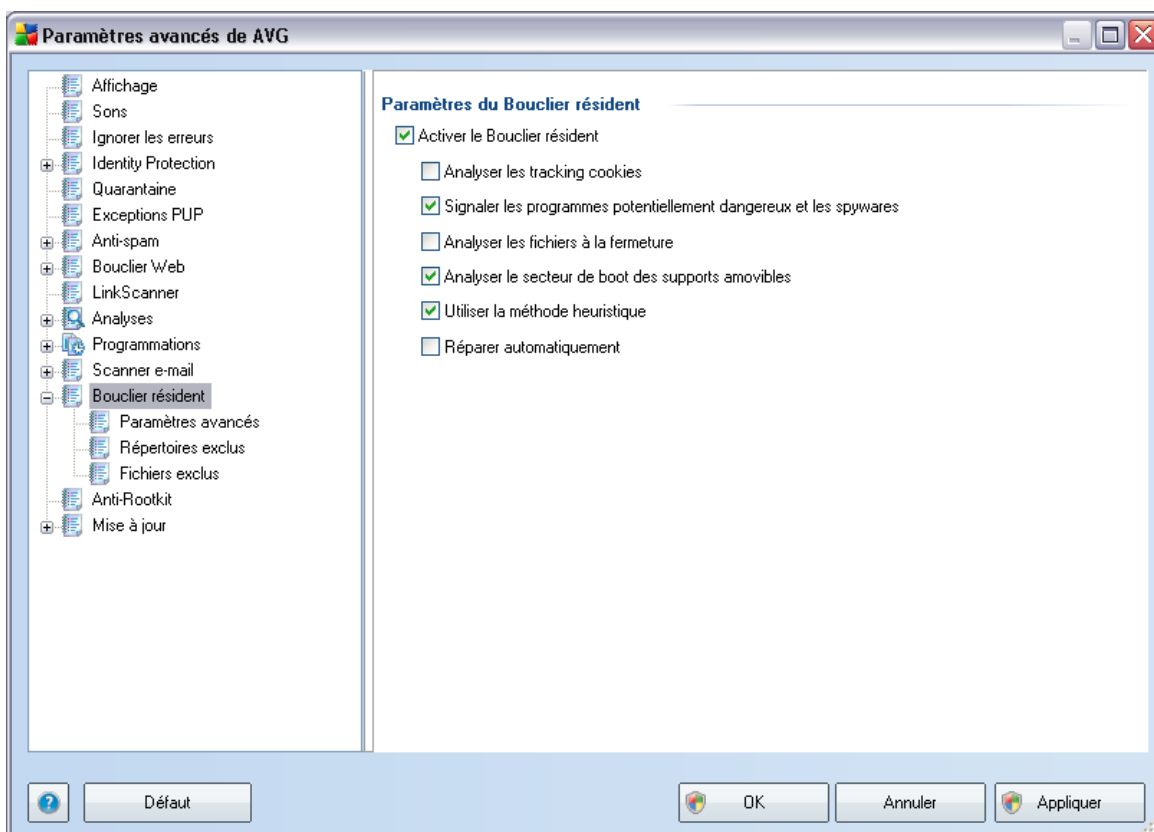 Paramètres avancés de AVG
Affichage
Sons
Ignorer les erreurs
Identity Protection
Quarantaine
Exceptions PUP
Anti-spam
Bouclier Web
LinkScanner
Analyses
Programmations
Scanner e-mail
Bouclier résident
Paramètres avancés
Répertoires exclus
Fichiers exclus
Anti-Rootkit
Mise à jour
Paramètres du Bouclier résident
Activer le Bouclier résident
Analyser les tracking cookies
Signaler les programmes potentiellement dangereux et les spywares
Analyser les fichiers à la fermeture
Analyser le secteur de boot des supports amovibles
Utiliser la méthode heuristique
Réparer automatiquement
Défaut
OK
Annuler
Appliquer